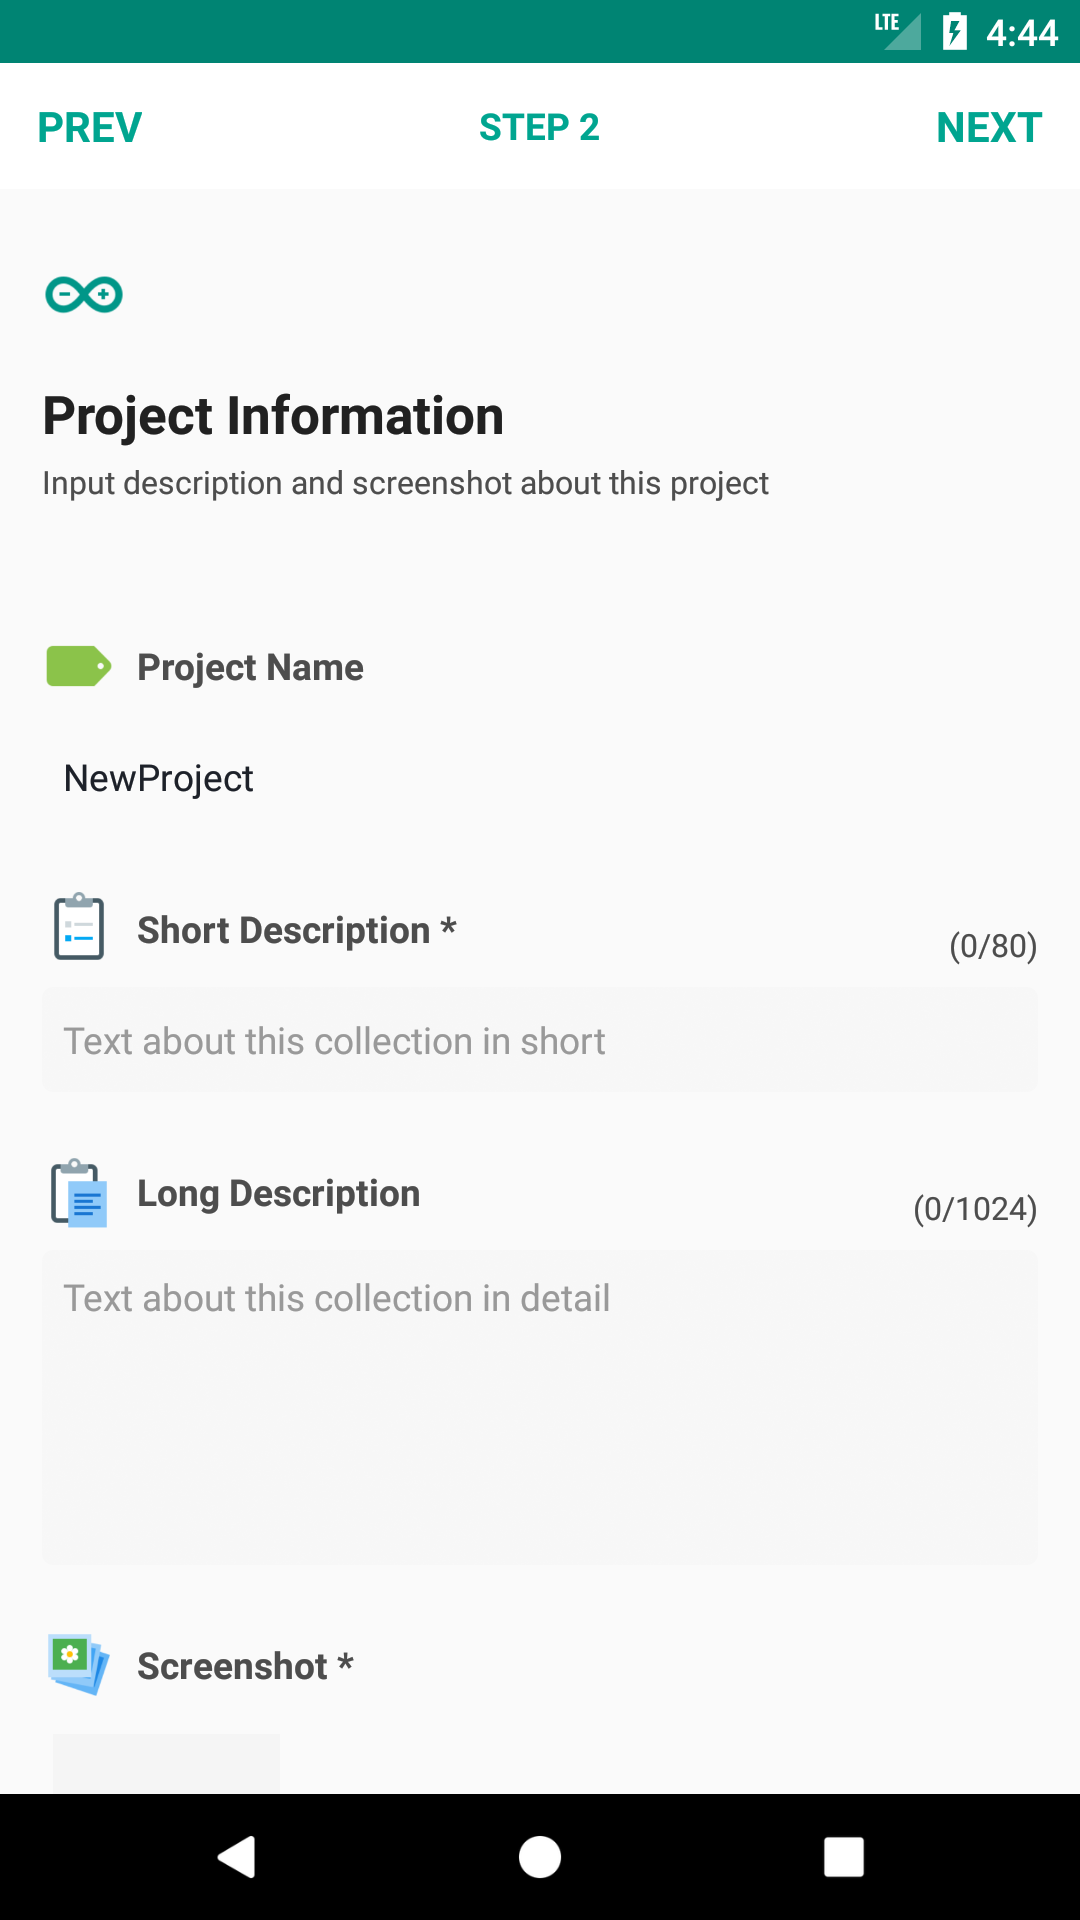 LTE 4:44
PREV STEP 2 NEXT
Project Information
Input description and screenshot about this project
Project Name
NewProject
Short Description *
(0/80)
Text about this collection in short
Long Description
(0/1024)
Text about this collection in detail
Screenshot *